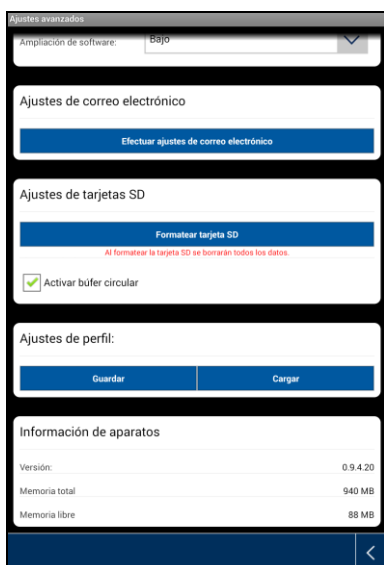 Ajustes avanzados
Ampliación de software: Bajo
Ajustes de correo electrónico
Efectuar ajustes de correo electrónico
Ajustes de tarjetas SD
Formatear tarjeta SD
Al formatear la tarjeta SD se borrarán todos los datos.
Activar búfer circular
Ajustes de perfil:
Guardar Cargar
Información de aparatos
Versión: 0.9.4.20
Memoria total 940 MB
Memoria libre 88 MB